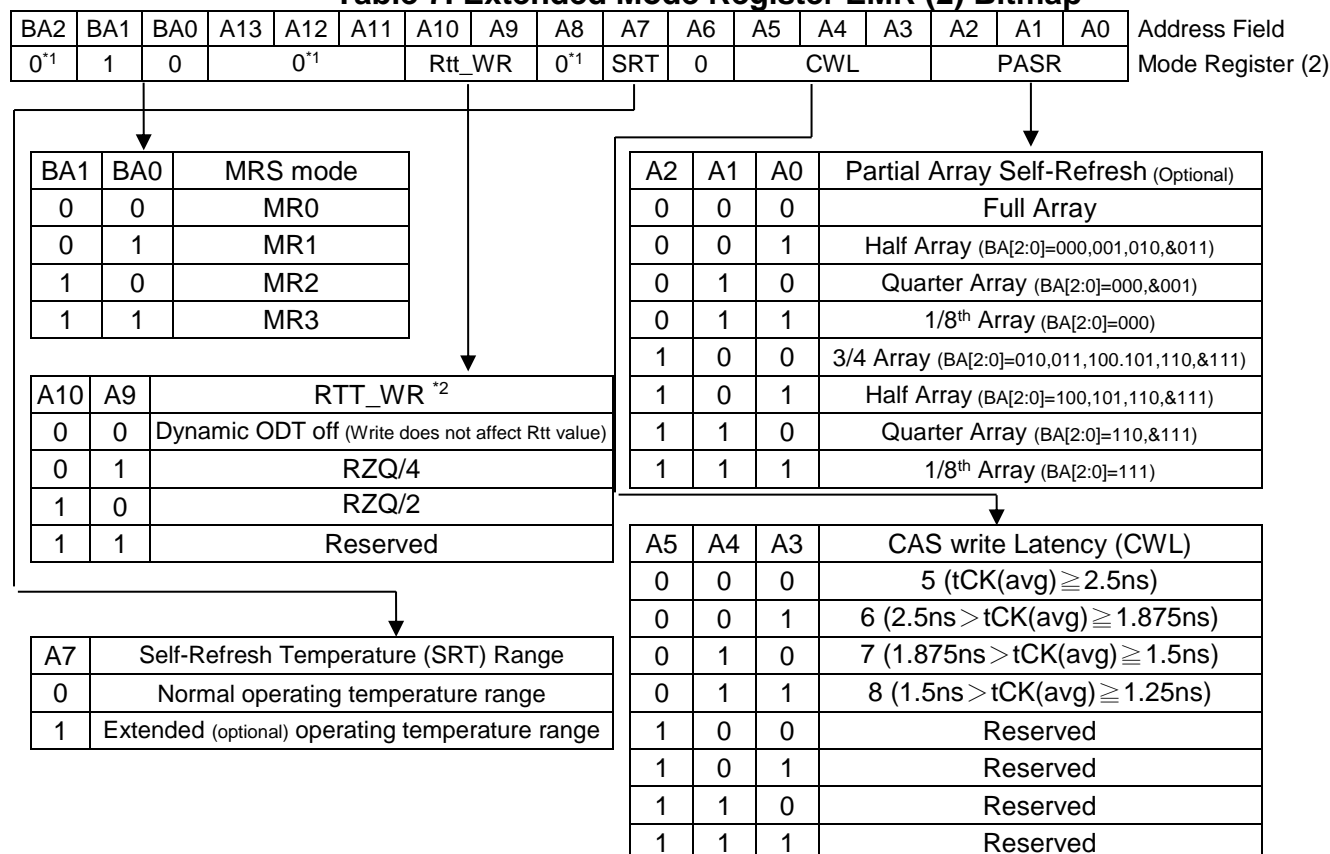 Table 7. Extended Mode Register EMR (2) Bitmap
BA2 BA1 BA0 A13 A12 A11 A10 A9 A8 A7 A6 A5 A4 A3 A2 A1 A0 Address Field
0*1 1 0 0*1 Rtt_WR 0*1 SRT 0 CWL PASR Mode Register (2)
BA1 BA0 MRS mode
0 0 MR0
0 1 MR1
1 0 MR2
1 1 MR3
A2 A1 A0 Partial Array Self-Refresh (Optional)
0 0 0 Full Array
0 0 1 Half Array (BA[2:0]=000,001,010,&011)
0 1 0 Quarter Array (BA[2:0]=000,&001)
0 1 1 1/8th Array (BA[2:0]=000)
1 0 0 3/4 Array (BA[2:0]=010,011,100.101,110,&111)
1 0 1 Half Array (BA[2:0]=100,101,110,&111)
1 1 0 Quarter Array (BA[2:0]=110,&111)
1 1 1 1/8th Array (BA[2:0]=111)
A10 A9 RTT_WR *2
0 0 Dynamic ODT off (Write does not affect Rtt value)
0 1 RZQ/4
1 0 RZQ/2
1 1 Reserved
A5 A4 A3 CAS write Latency (CWL)
0 0 0 5 (tCK(avg)≧2.5ns)
0 0 1 6 (2.5ns＞tCK(avg)≧1.875ns)
0 1 0 7 (1.875ns＞tCK(avg)≧1.5ns)
0 1 1 8 (1.5ns＞tCK(avg)≧1.25ns)
1 0 0 Reserved
1 0 1 Reserved
1 1 0 Reserved
1 1 1 Reserved
A7 Self-Refresh Temperature (SRT) Range
0 Normal operating temperature range
1 Extended (optional) operating temperature range